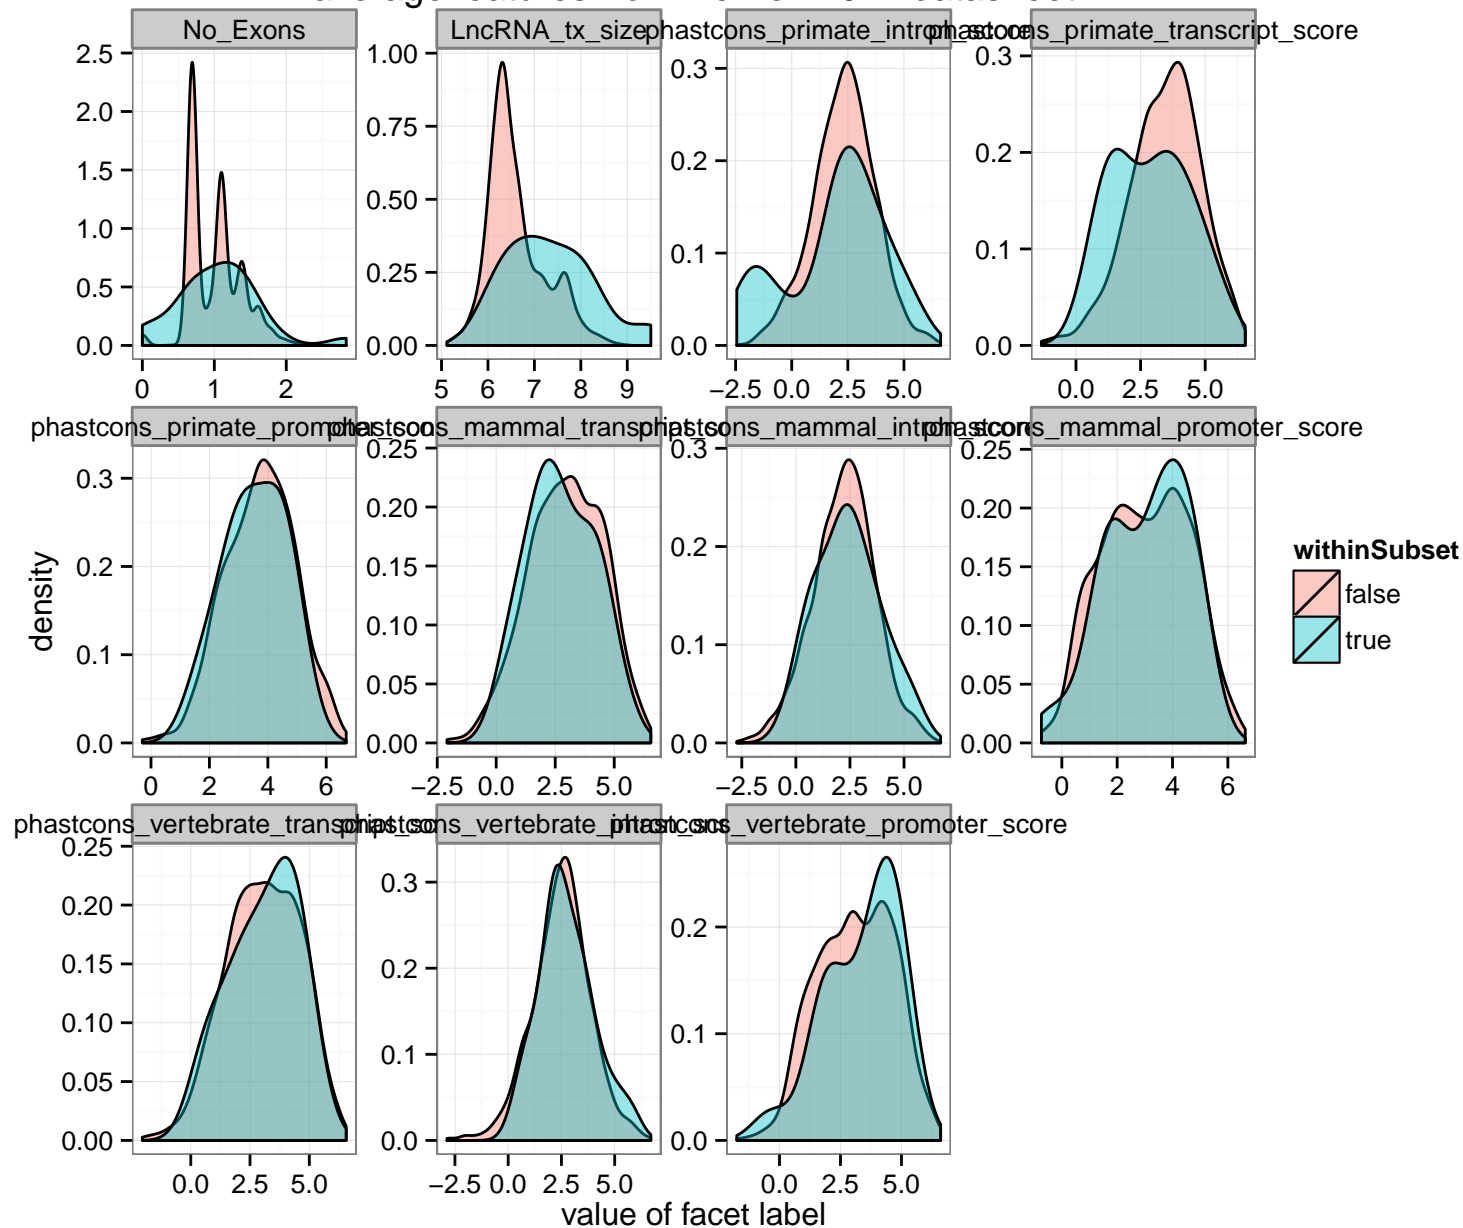 No_Exons
LncRNA_tx_size
phastcons_primate_intron_score
phastcons_primate_transcript_score
2.5
2.0
1.5
1.0
0.5
0.0
1.00
0.75
0.50
0.25
0.00
0.3
0.2
0.1
0.0
0.3
0.2
0.1
0.0
0 1 2
5 6 7 8 9
−2.5 0.0 2.5 5.0
0.0 2.5 5.0
phastcons_primate_promoter_score
phastcons_mammal_transcript_score
phastcons_mammal_intron_score
phastcons_mammal_promoter_score
0.3
0.2
0.1
0.0
0.25
0.20
0.15
0.10
0.05
0.00
0.3
0.2
0.1
0.0
0.25
0.20
0.15
0.10
0.05
0.00
0 2 4 6
−2.5 0.0 2.5 5.0
−2.5 0.0 2.5 5.0
0 2 4 6
phastcons_vertebrate_transcript_score
phastcons_vertebrate_intron_score
phastcons_vertebrate_promoter_score
0.25
0.20
0.15
0.10
0.05
0.00
0.3
0.2
0.1
0.0
0.2
0.1
0.0
0.0 2.5 5.0
−2.5 0.0 2.5 5.0
0.0 2.5 5.0
density
value of facet label
withinSubset
false
true